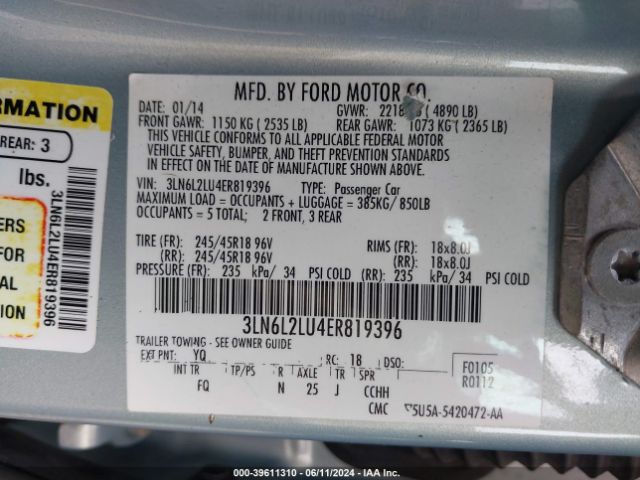 MFD. BY FORD MOTOR CO.
DATE: 01/14 GVWR: 2218 ( 4890 LB)
FRONT GAWR: 1150 KG ( 2535 LB) REAR GAWR: 1073 KG ( 2365 LB)
THIS VEHICLE CONFORMS TO ALL APPLICABLE FEDERAL MOTOR
VEHICLE SAFETY, BUMPER, AND THEFT PREVENTION STANDARDS
IN EFFECT ON THE DATE OF MANUFACTURE SHOWN ABOVE.
VIN: 3LN6L2LU4ER819396 TYPE: Passenger Car
MAXIMUM LOAD = OCCUPANTS + LUGGAGE = 385KG/ 850LB
OCCUPANTS = 5 TOTAL; 2 FRONT, 3 REAR
TIRE (FR): 245/45R18 96V RIMS (FR): 18x8.0J
(RR): 245/45R18 96V (RR): 18x8.0J
PRESSURE (FR): 235 kPa/ 34 PSI COLD (RR): 235 kPa/ 34 PSI COLD
3LN6L2LU4ER819396
TRAILER TOWING - SEE OWNER GUIDE
EXT PNT: YQ RC: 18 DSO:
INT TR TP/PS R AXLE TR SPR
FQ N 25 J CCHH
F0105
R0112
CMC 5U5A-5420472-AA
RMATION
REAR: 3
lbs.
3LN6L2LU4ER819396
ERS
FOR
AL
ON
000-39611310 - 06/11/2024 - IAA Inc.